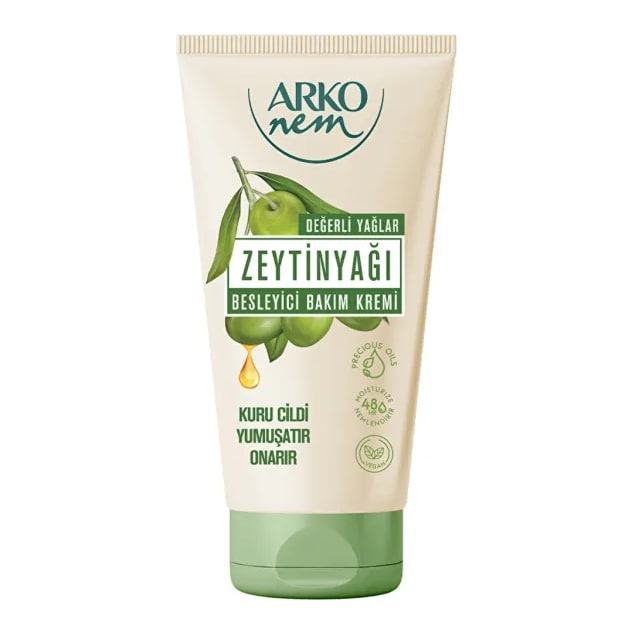 ARKO
nem
DEĞERLİ YAĞLAR
ZEYTİNYAĞI
BESLEYİCİ BAKIM KREMİ
PRECIOUS OILS
MOISTURIZE
48
HR
NEMLENDİRİR
VEGAN
KURU CİLDİ
YUMUŞATIR
ONARIR